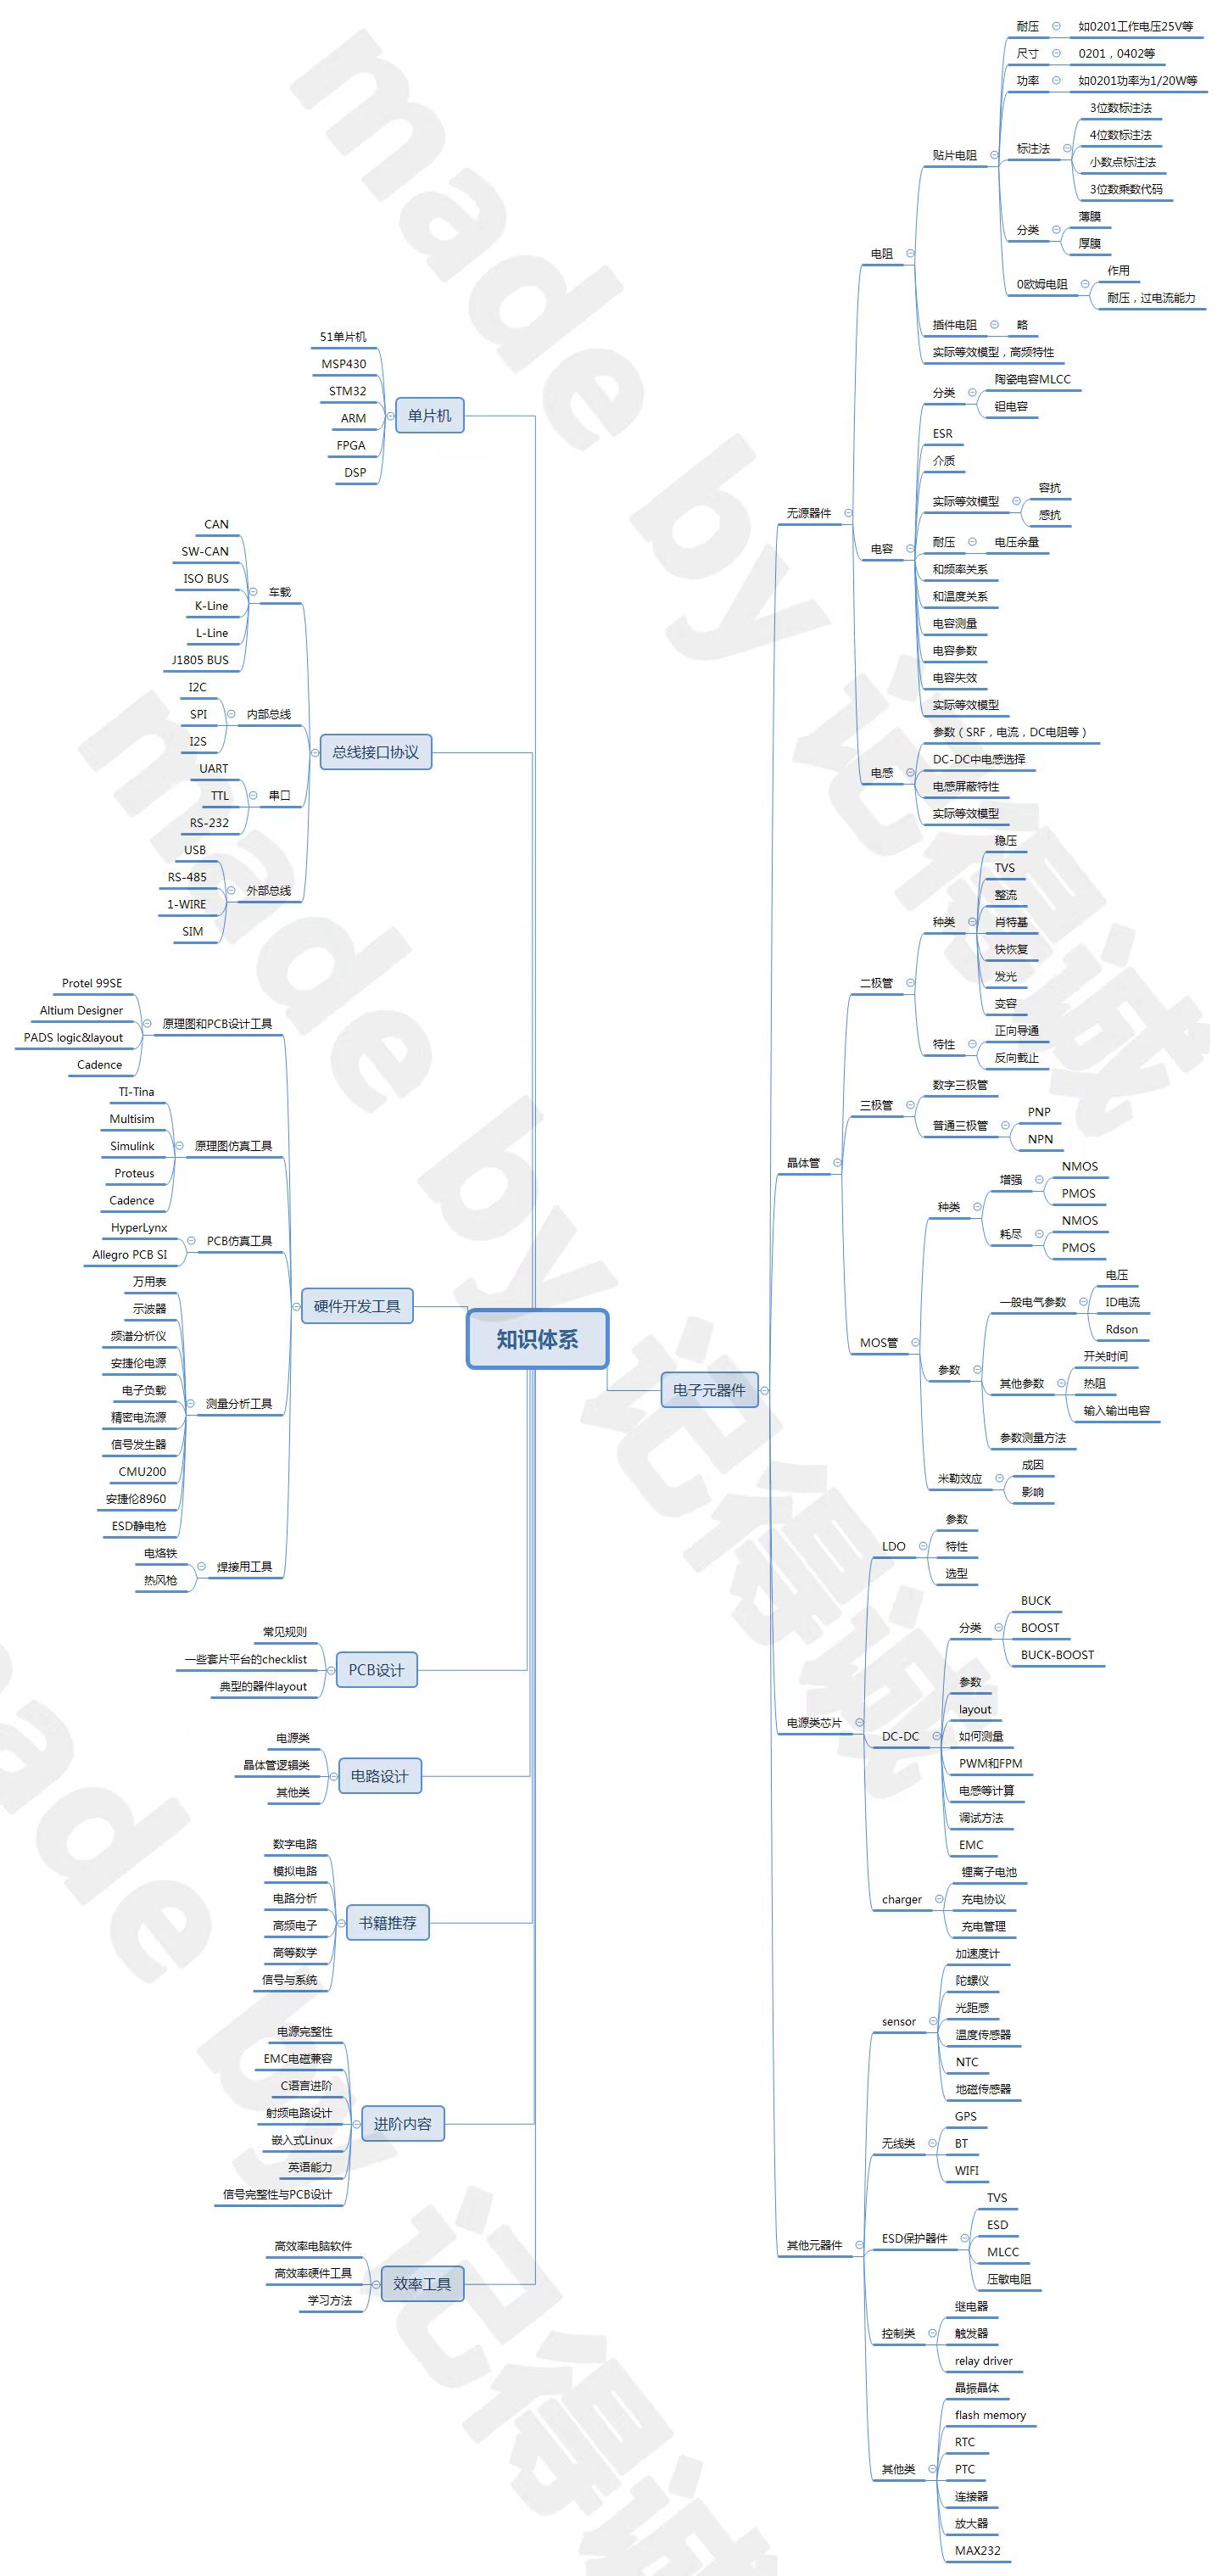 知识体系
单片机
51单片机
MSP430
STM32
ARM
FPGA
DSP
总线接口协议
车载
CAN
SW-CAN
ISO BUS
K-Line
L-Line
J1805 BUS
内部总线
I2C
SPI
I2S
串口
UART
TTL
RS-232
外部总线
USB
RS-485
1-WIRE
SIM
硬件开发工具
原理图和PCB设计工具
Protel 99SE
Altium Designer
PADS logic&layout
Cadence
原理图仿真工具
TI-Tina
Multisim
Simulink
Proteus
Cadence
PCB仿真工具
HyperLynx
Allegro PCB SI
测量分析工具
万用表
示波器
频谱分析仪
安捷伦电源
电子负载
精密电流源
信号发生器
CMU200
安捷伦8960
ESD静电枪
焊接用工具
电烙铁
热风枪
PCB设计
常见规则
一些套片平台的checklist
典型的器件layout
电路设计
电源类
晶体管逻辑类
其他类
书籍推荐
数字电路
模拟电路
电路分析
高频电子
高等数学
信号与系统
进阶内容
电源完整性
EMC电磁兼容
C语言进阶
射频电路设计
嵌入式Linux
英语能力
信号完整性与PCB设计
效率工具
高效率电脑软件
高效率硬件工具
学习方法
电子元器件
无源器件
电阻
贴片电阻
耐压
如0201工作电压25V等
尺寸
0201，0402等
功率
如0201功率为1/20W等
标注法
3位数标注法
4位数标注法
小数点标注法
3位数乘数代码
分类
薄膜
厚膜
0欧姆电阻
作用
耐压，过电流能力
插件电阻
略
实际等效模型，高频特性
电容
分类
陶瓷电容MLCC
钽电容
ESR
介质
实际等效模型
容抗
感抗
耐压
电压余量
和频率关系
和温度关系
电容测量
电容参数
电容失效
实际等效模型
电感
参数（SRF，电流，DC电阻等）
DC-DC中电感选择
电感屏蔽特性
实际等效模型
晶体管
二极管
种类
稳压
TVS
整流
肖特基
快恢复
发光
变容
特性
正向导通
反向截止
三极管
数字三极管
普通三极管
PNP
NPN
MOS管
种类
增强
NMOS
PMOS
耗尽
NMOS
PMOS
参数
一般电气参数
电压
ID电流
Rdson
其他参数
开关时间
热阻
输入输出电容
参数测量方法
米勒效应
成因
影响
电源类芯片
LDO
参数
特性
选型
DC-DC
分类
BUCK
BOOST
BUCK-BOOST
参数
layout
如何测量
PWM和FPM
电感等计算
调试方法
EMC
charger
锂离子电池
充电协议
充电管理
其他元器件
sensor
加速度计
陀螺仪
光距感
温度传感器
NTC
地磁传感器
无线类
GPS
BT
WIFI
ESD保护器件
TVS
ESD
MLCC
压敏电阻
控制类
继电器
触发器
relay driver
其他类
晶振晶体
flash memory
RTC
PTC
连接器
放大器
MAX232
made by 记得诚
made by 记得诚
made by 记得诚